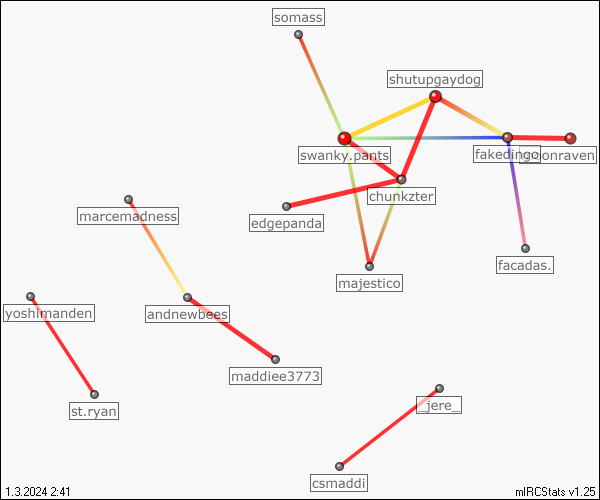 somass
shutupgaydog
swanky.pants
fakedingo
chunkzter
marcemadness
edgepanda
facadas.
majestico
yoshimanden
andnewbees
maddiee3773
st.ryan
_jere_
csmaddi
1.3.2024 2:41
mIRCStats v1.25